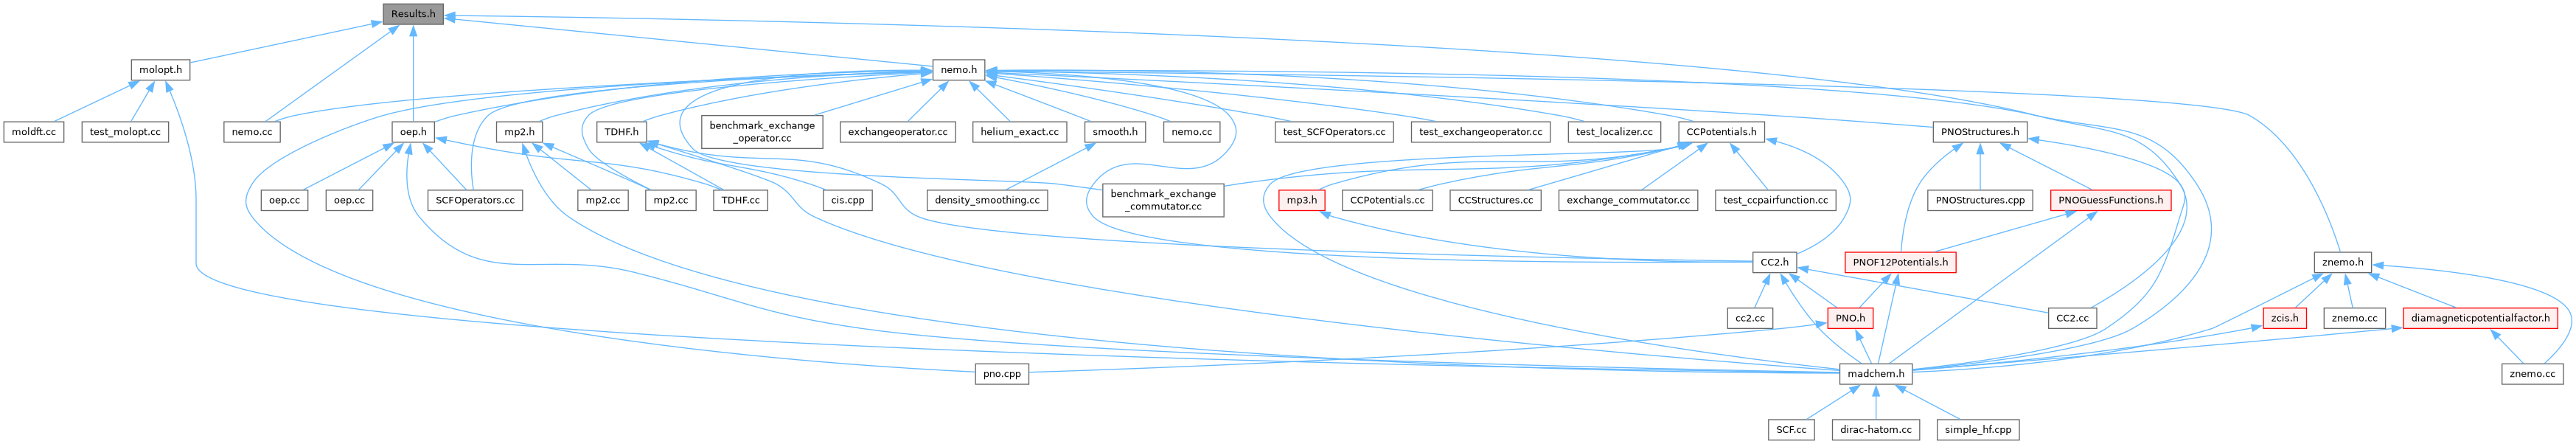 Results.h
molopt.h
nemo.h
moldft.cc
test_molopt.cc
nemo.cc
oep.h
mp2.h
TDHF.h
benchmark_exchange
_operator.cc
exchangeoperator.cc
helium_exact.cc
smooth.h
nemo.cc
test_SCFOperators.cc
test_exchangeoperator.cc
test_localizer.cc
CCPotentials.h
PNOStructures.h
oep.cc
oep.cc
SCFOperators.cc
mp2.cc
mp2.cc
TDHF.cc
cis.cpp
density_smoothing.cc
benchmark_exchange
_commutator.cc
mp3.h
CCPotentials.cc
CCStructures.cc
exchange_commutator.cc
test_ccpairfunction.cc
PNOStructures.cpp
PNOGuessFunctions.h
CC2.h
PNOF12Potentials.h
znemo.h
cc2.cc
PNO.h
CC2.cc
zcis.h
znemo.cc
diamagneticpotentialfactor.h
pno.cpp
madchem.h
znemo.cc
SCF.cc
dirac-hatom.cc
simple_hf.cpp